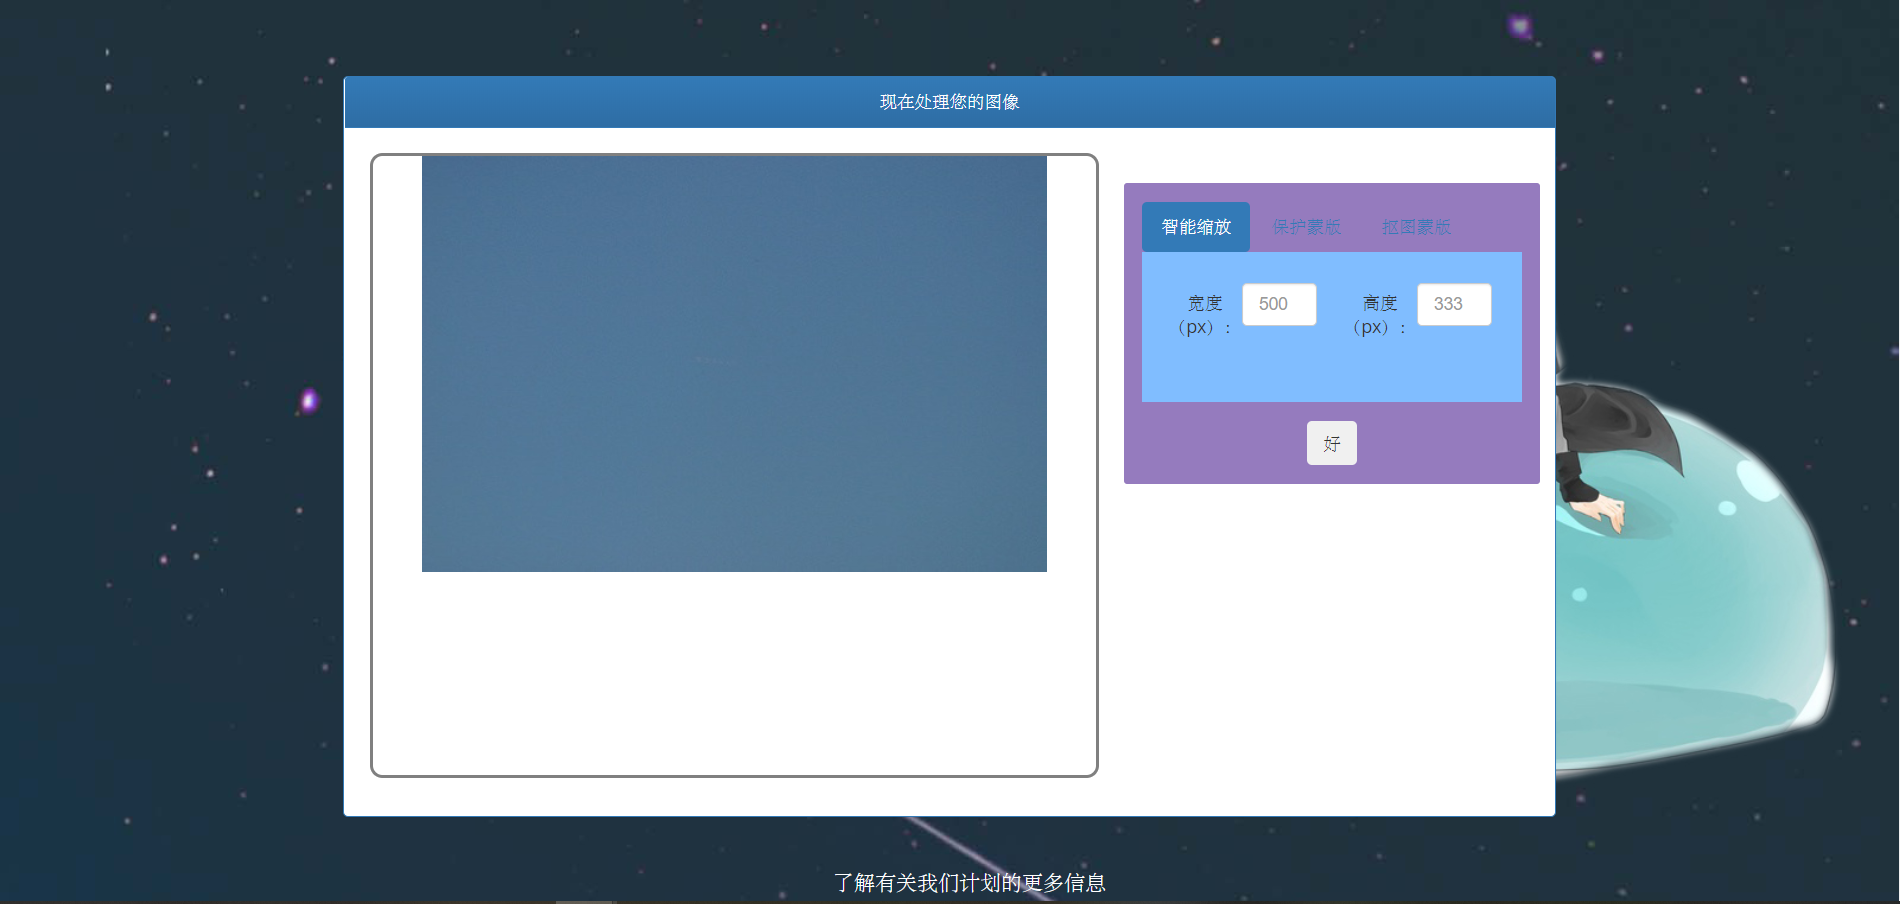 现在处理您的图像
智能缩放 保护蒙版 抠图蒙版
宽度 500 高度 333
（px）： （px）：
好
了解有关我们计划的更多信息